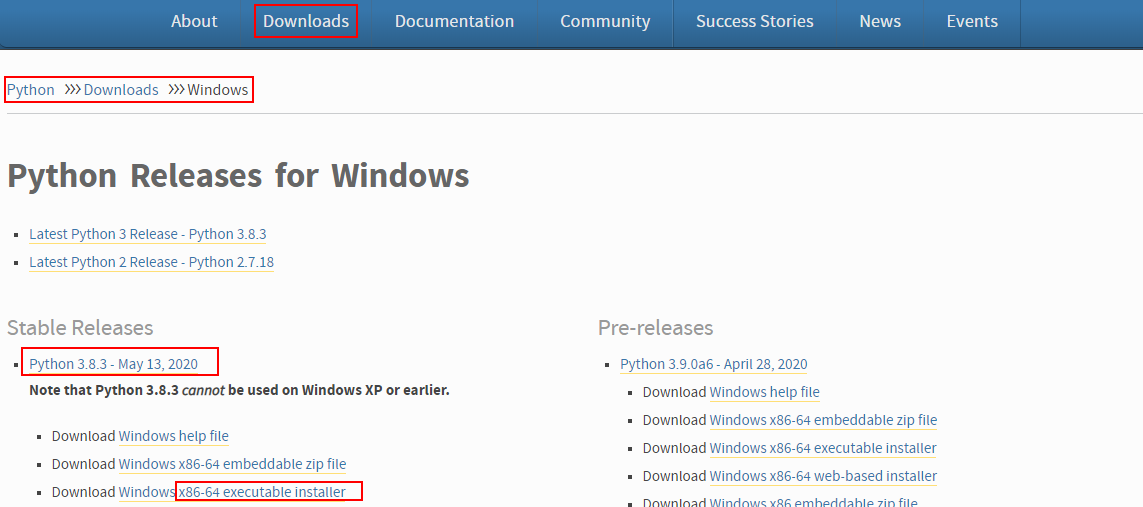 About Downloads Documentation Community Success Stories News Events
Python >>> Downloads >>> Windows
Python Releases for Windows
Latest Python 3 Release - Python 3.8.3
Latest Python 2 Release - Python 2.7.18
Stable Releases
Python 3.8.3 - May 13, 2020
Note that Python 3.8.3 cannot be used on Windows XP or earlier.
Download Windows help file
Download Windows x86-64 embeddable zip file
Download Windows x86-64 executable installer
Pre-releases
Python 3.9.0a6 - April 28, 2020
Download Windows help file
Download Windows x86-64 embeddable zip file
Download Windows x86-64 executable installer
Download Windows x86-64 web-based installer
Download Windows x86 embeddable zip file